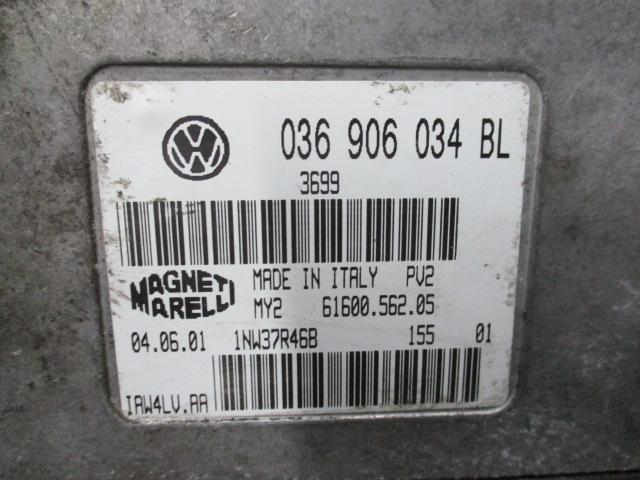 036 906 034 BL
3699
MAGNETI MARELLI
MADE IN ITALY PV2
MY2 61600.562.05
04.06.01 1NW37R46B 155 01
IAW4LV.AA